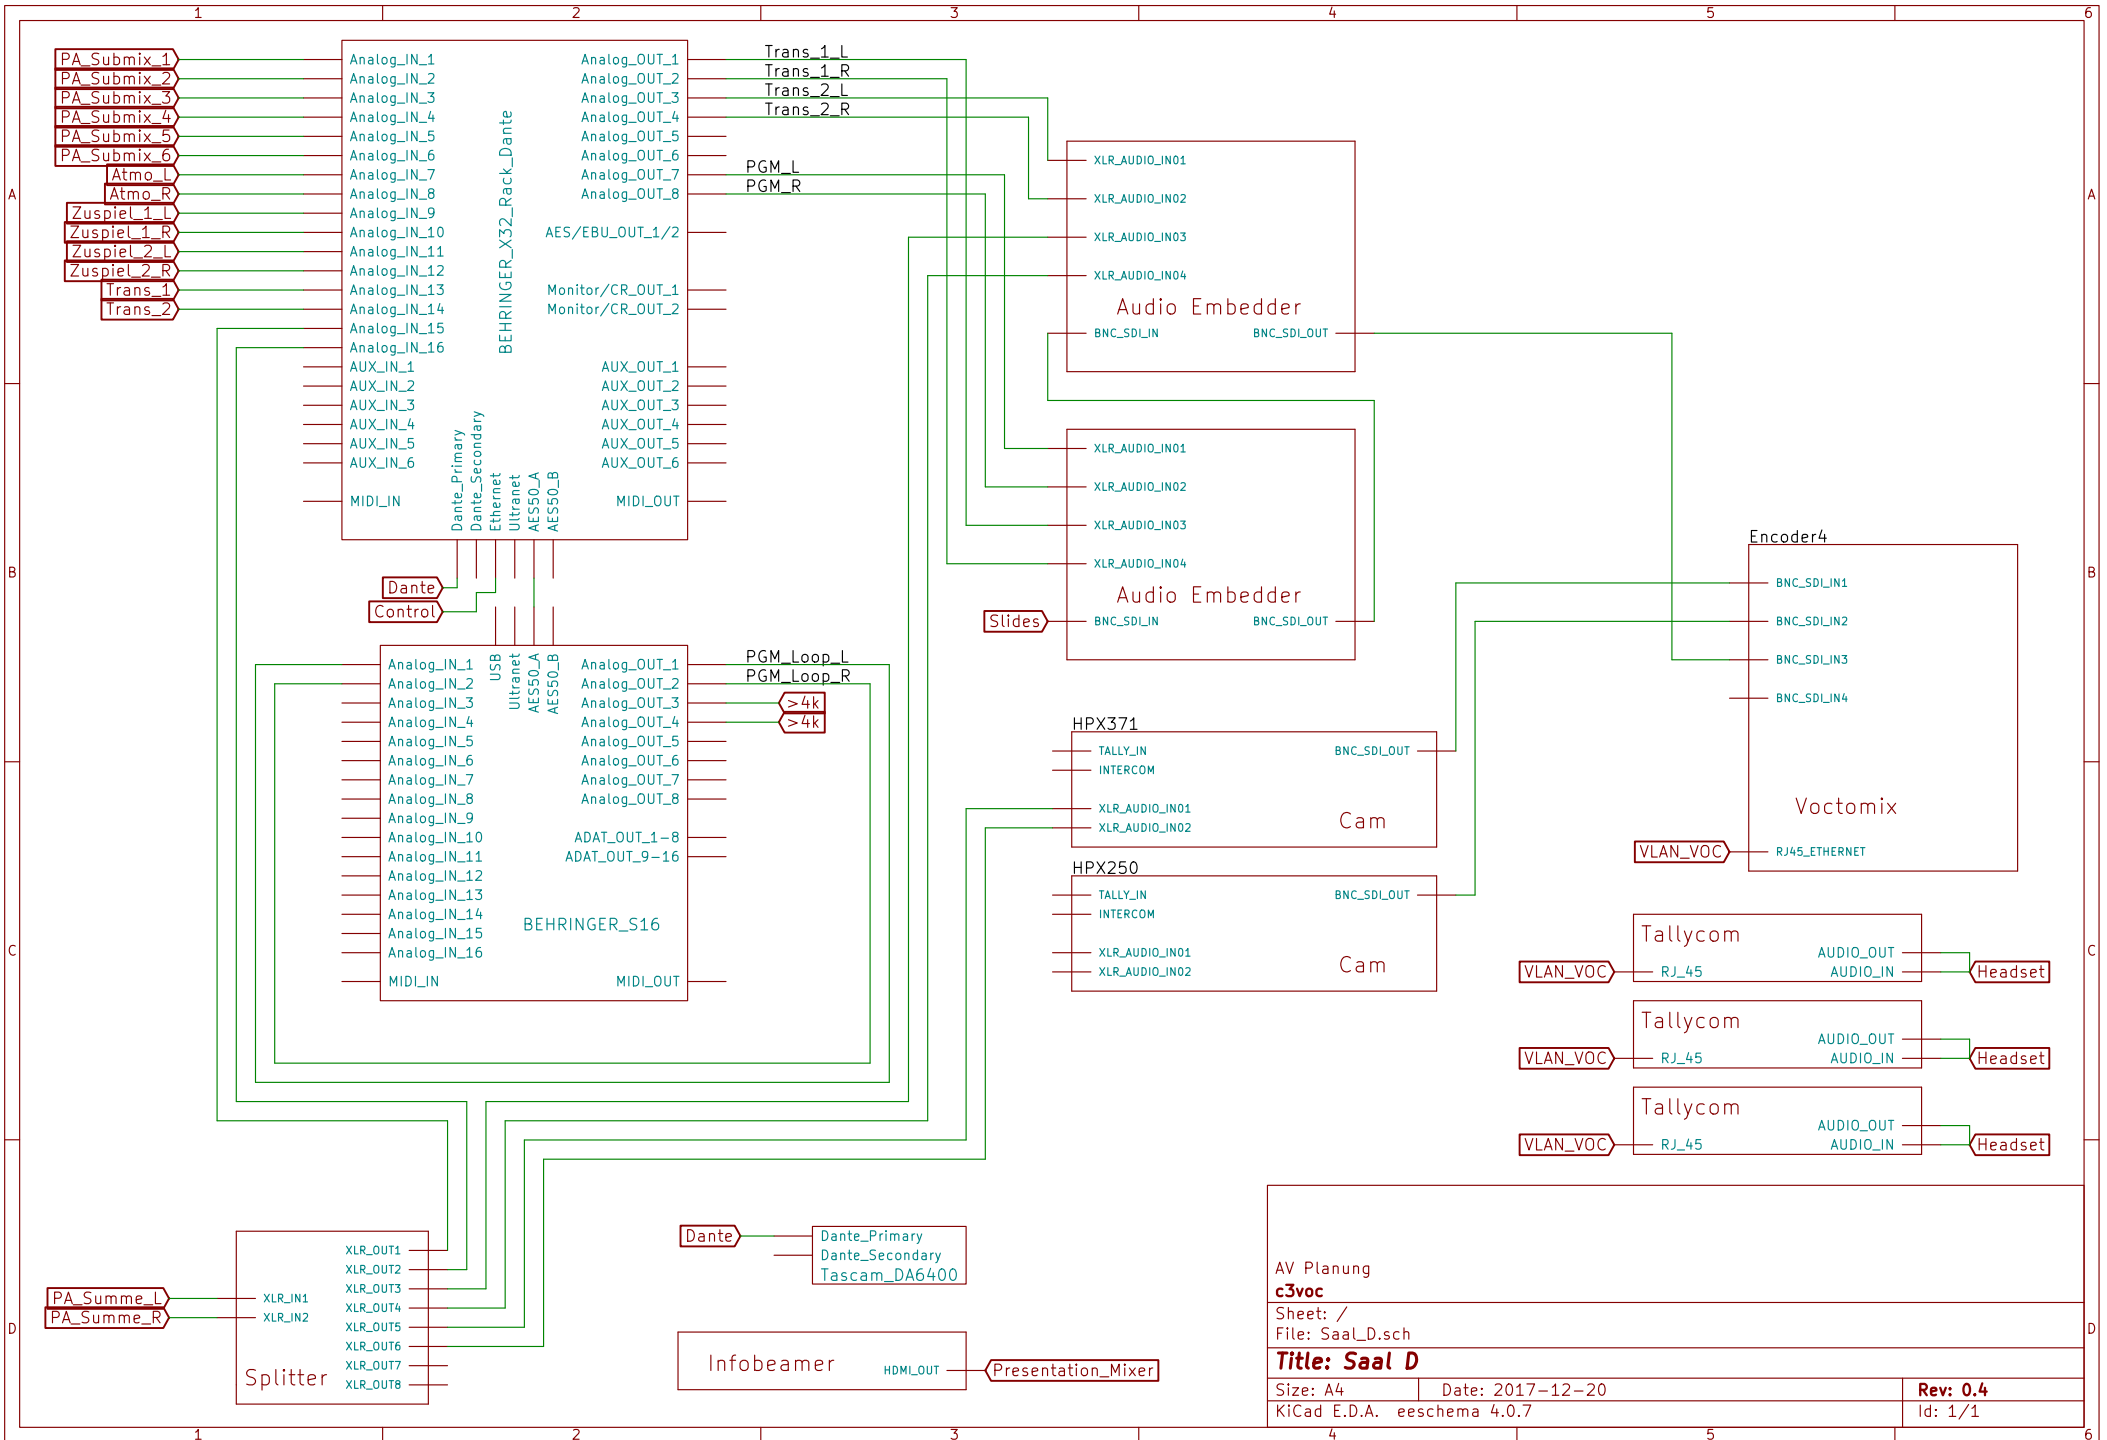 1 2 3 4 5 6
A
B
C
D
PA_Submix_1
PA_Submix_2
PA_Submix_3
PA_Submix_4
PA_Submix_5
PA_Submix_6
Atmo_L
Atmo_R
Zuspiel_1_L
Zuspiel_1_R
Zuspiel_2_L
Zuspiel_2_R
Trans_1
Trans_2
Analog_IN_1
Analog_IN_2
Analog_IN_3
Analog_IN_4
Analog_IN_5
Analog_IN_6
Analog_IN_7
Analog_IN_8
Analog_IN_9
Analog_IN_10
Analog_IN_11
Analog_IN_12
Analog_IN_13
Analog_IN_14
Analog_IN_15
Analog_IN_16
AUX_IN_1
AUX_IN_2
AUX_IN_3
AUX_IN_4
AUX_IN_5
AUX_IN_6
MIDI_IN
BEHRINGER_X32_Rack_Dante
Analog_OUT_1
Analog_OUT_2
Analog_OUT_3
Analog_OUT_4
Analog_OUT_5
Analog_OUT_6
Analog_OUT_7
Analog_OUT_8
AES/EBU_OUT_1/2
Monitor/CR_OUT_1
Monitor/CR_OUT_2
AUX_OUT_1
AUX_OUT_2
AUX_OUT_3
AUX_OUT_4
AUX_OUT_5
AUX_OUT_6
MIDI_OUT
Dante_Primary
Dante_Secondary
Ethernet
Ultranet
AES50_A
AES50_B
Trans_1_L
Trans_1_R
Trans_2_L
Trans_2_R
PGM_L
PGM_R
Dante
Control
USB
Ultranet
AES50_A
AES50_B
Analog_IN_1
Analog_IN_2
Analog_IN_3
Analog_IN_4
Analog_IN_5
Analog_IN_6
Analog_IN_7
Analog_IN_8
Analog_IN_9
Analog_IN_10
Analog_IN_11
Analog_IN_12
Analog_IN_13
Analog_IN_14
Analog_IN_15
Analog_IN_16
MIDI_IN
Analog_OUT_1
Analog_OUT_2
Analog_OUT_3
Analog_OUT_4
Analog_OUT_5
Analog_OUT_6
Analog_OUT_7
Analog_OUT_8
ADAT_OUT_1-8
ADAT_OUT_9-16
BEHRINGER_S16
MIDI_OUT
PGM_Loop_L
PGM_Loop_R
>4k
>4k
XLR_AUDIO_IN01
XLR_AUDIO_IN02
XLR_AUDIO_IN03
XLR_AUDIO_IN04
Audio Embedder
BNC_SDI_IN BNC_SDI_OUT
XLR_AUDIO_IN01
XLR_AUDIO_IN02
XLR_AUDIO_IN03
XLR_AUDIO_IN04
Audio Embedder
Slides
BNC_SDI_IN BNC_SDI_OUT
Encoder4
BNC_SDI_IN1
BNC_SDI_IN2
BNC_SDI_IN3
BNC_SDI_IN4
Voctomix
VLAN_VOC
RJ45_ETHERNET
HPX371
TALLY_IN BNC_SDI_OUT
INTERCOM
XLR_AUDIO_IN01
XLR_AUDIO_IN02
Cam
HPX250
TALLY_IN BNC_SDI_OUT
INTERCOM
XLR_AUDIO_IN01
XLR_AUDIO_IN02
Cam
Tallycom
AUDIO_OUT
VLAN_VOC RJ_45 AUDIO_IN Headset
Tallycom
AUDIO_OUT
VLAN_VOC RJ_45 AUDIO_IN Headset
Tallycom
AUDIO_OUT
VLAN_VOC RJ_45 AUDIO_IN Headset
PA_Summe_L
PA_Summe_R
XLR_IN1
XLR_IN2
XLR_OUT1
XLR_OUT2
XLR_OUT3
XLR_OUT4
XLR_OUT5
XLR_OUT6
XLR_OUT7
XLR_OUT8
Splitter
Dante
Dante_Primary
Dante_Secondary
Tascam_DA6400
Infobeamer
HDMI_OUT
Presentation_Mixer
AV Planung
c3voc
Sheet: /
File: Saal_D.sch
Title: Saal D
Size: A4 Date: 2017-12-20 Rev: 0.4
KiCad E.D.A. eeschema 4.0.7 Id: 1/1
A
B
C
D
1 2 3 4 5 6